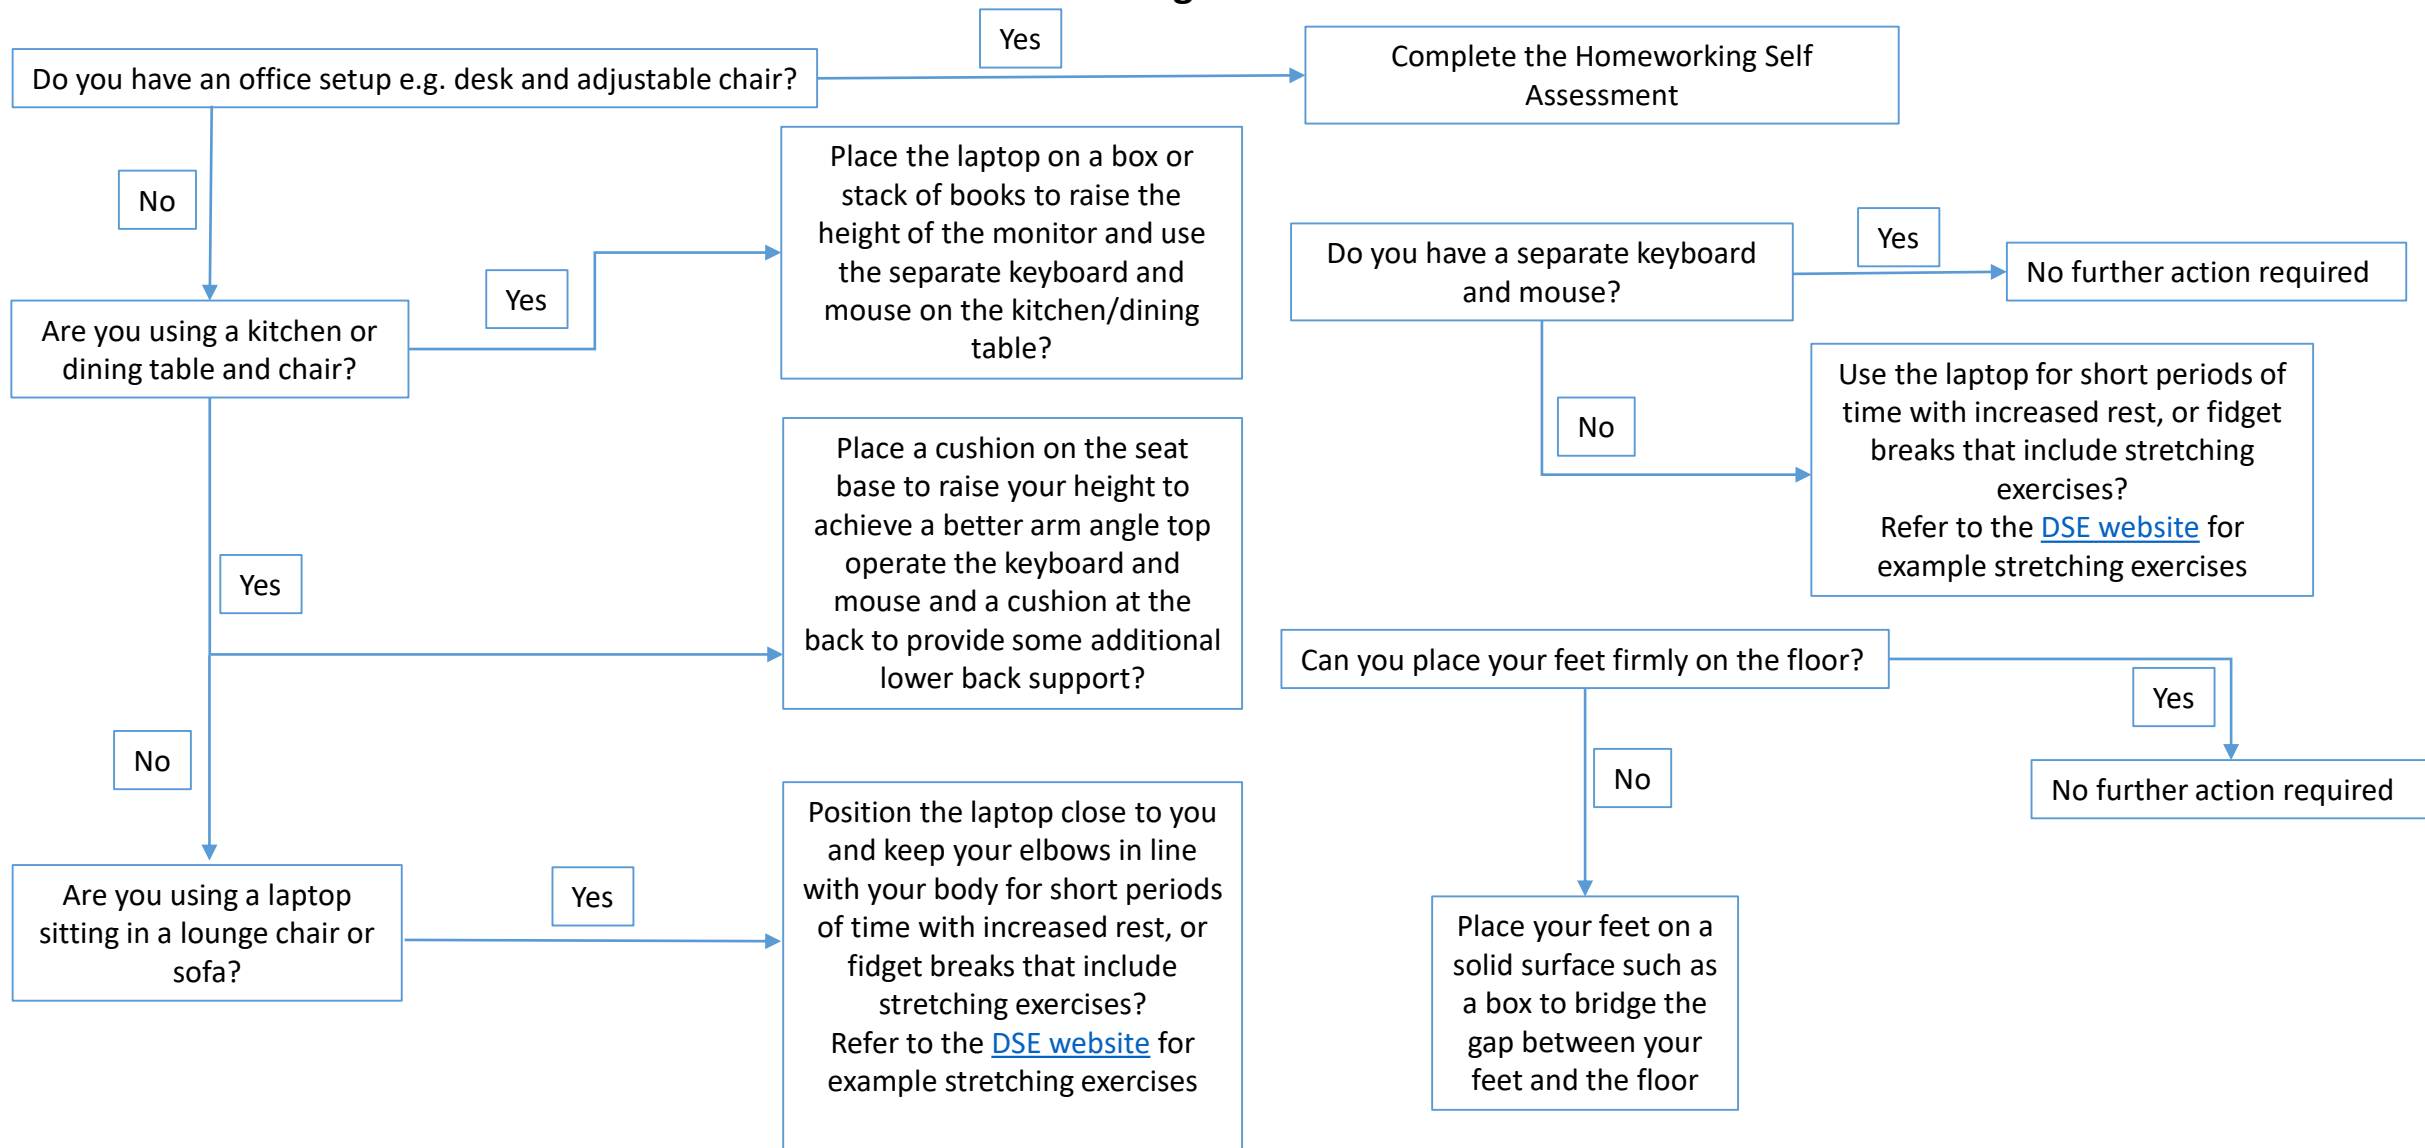 Do you have an office setup e.g. desk and adjustable chair?
Yes
Complete the Homeworking Self
Assessment
No
Are you using a kitchen or
dining table and chair?
Yes
Place the laptop on a box or
stack of books to raise the
height of the monitor and use
the separate keyboard and
mouse on the kitchen/dining
table?
Yes
Place a cushion on the seat
base to raise your height to
achieve a better arm angle top
operate the keyboard and
mouse and a cushion at the
back to provide some additional
lower back support?
No
Are you using a laptop
sitting in a lounge chair or
sofa?
Yes
Position the laptop close to you
and keep your elbows in line
with your body for short periods
of time with increased rest, or
fidget breaks that include
stretching exercises?
Refer to the DSE website for
example stretching exercises
Do you have a separate keyboard
and mouse?
Yes
No further action required
No
Use the laptop for short periods of
time with increased rest, or fidget
breaks that include stretching
exercises?
Refer to the DSE website for
example stretching exercises
Can you place your feet firmly on the floor?
Yes
No further action required
No
Place your feet on a
solid surface such as
a box to bridge the
gap between your
feet and the floor